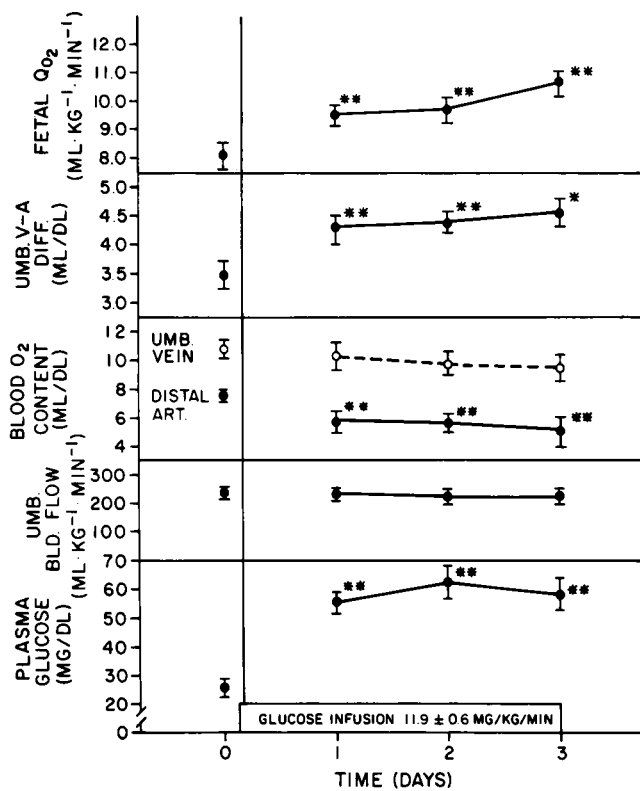 FETAL QO2
(ML·KG⁻¹·MIN⁻¹)
12.0
11.0
10.0
9.0
8.0
**
**
**
UMB. V–A
DIFF.
(ML/DL)
5.0
4.5
4.0
3.5
3.0
**
**
*
BLOOD O2
CONTENT
(ML/DL)
12
10
8
6
4
UMB.
VEIN
DISTAL
ART.
**
**
**
UMB.
BLD. FLOW
(ML·KG⁻¹·MIN⁻¹)
300
200
100
**
**
**
PLASMA
GLUCOSE
(MG/DL)
70
60
50
40
30
20
0
GLUCOSE INFUSION 11.9 ± 0.6 MG/KG/MIN
0 1 2 3
TIME (DAYS)